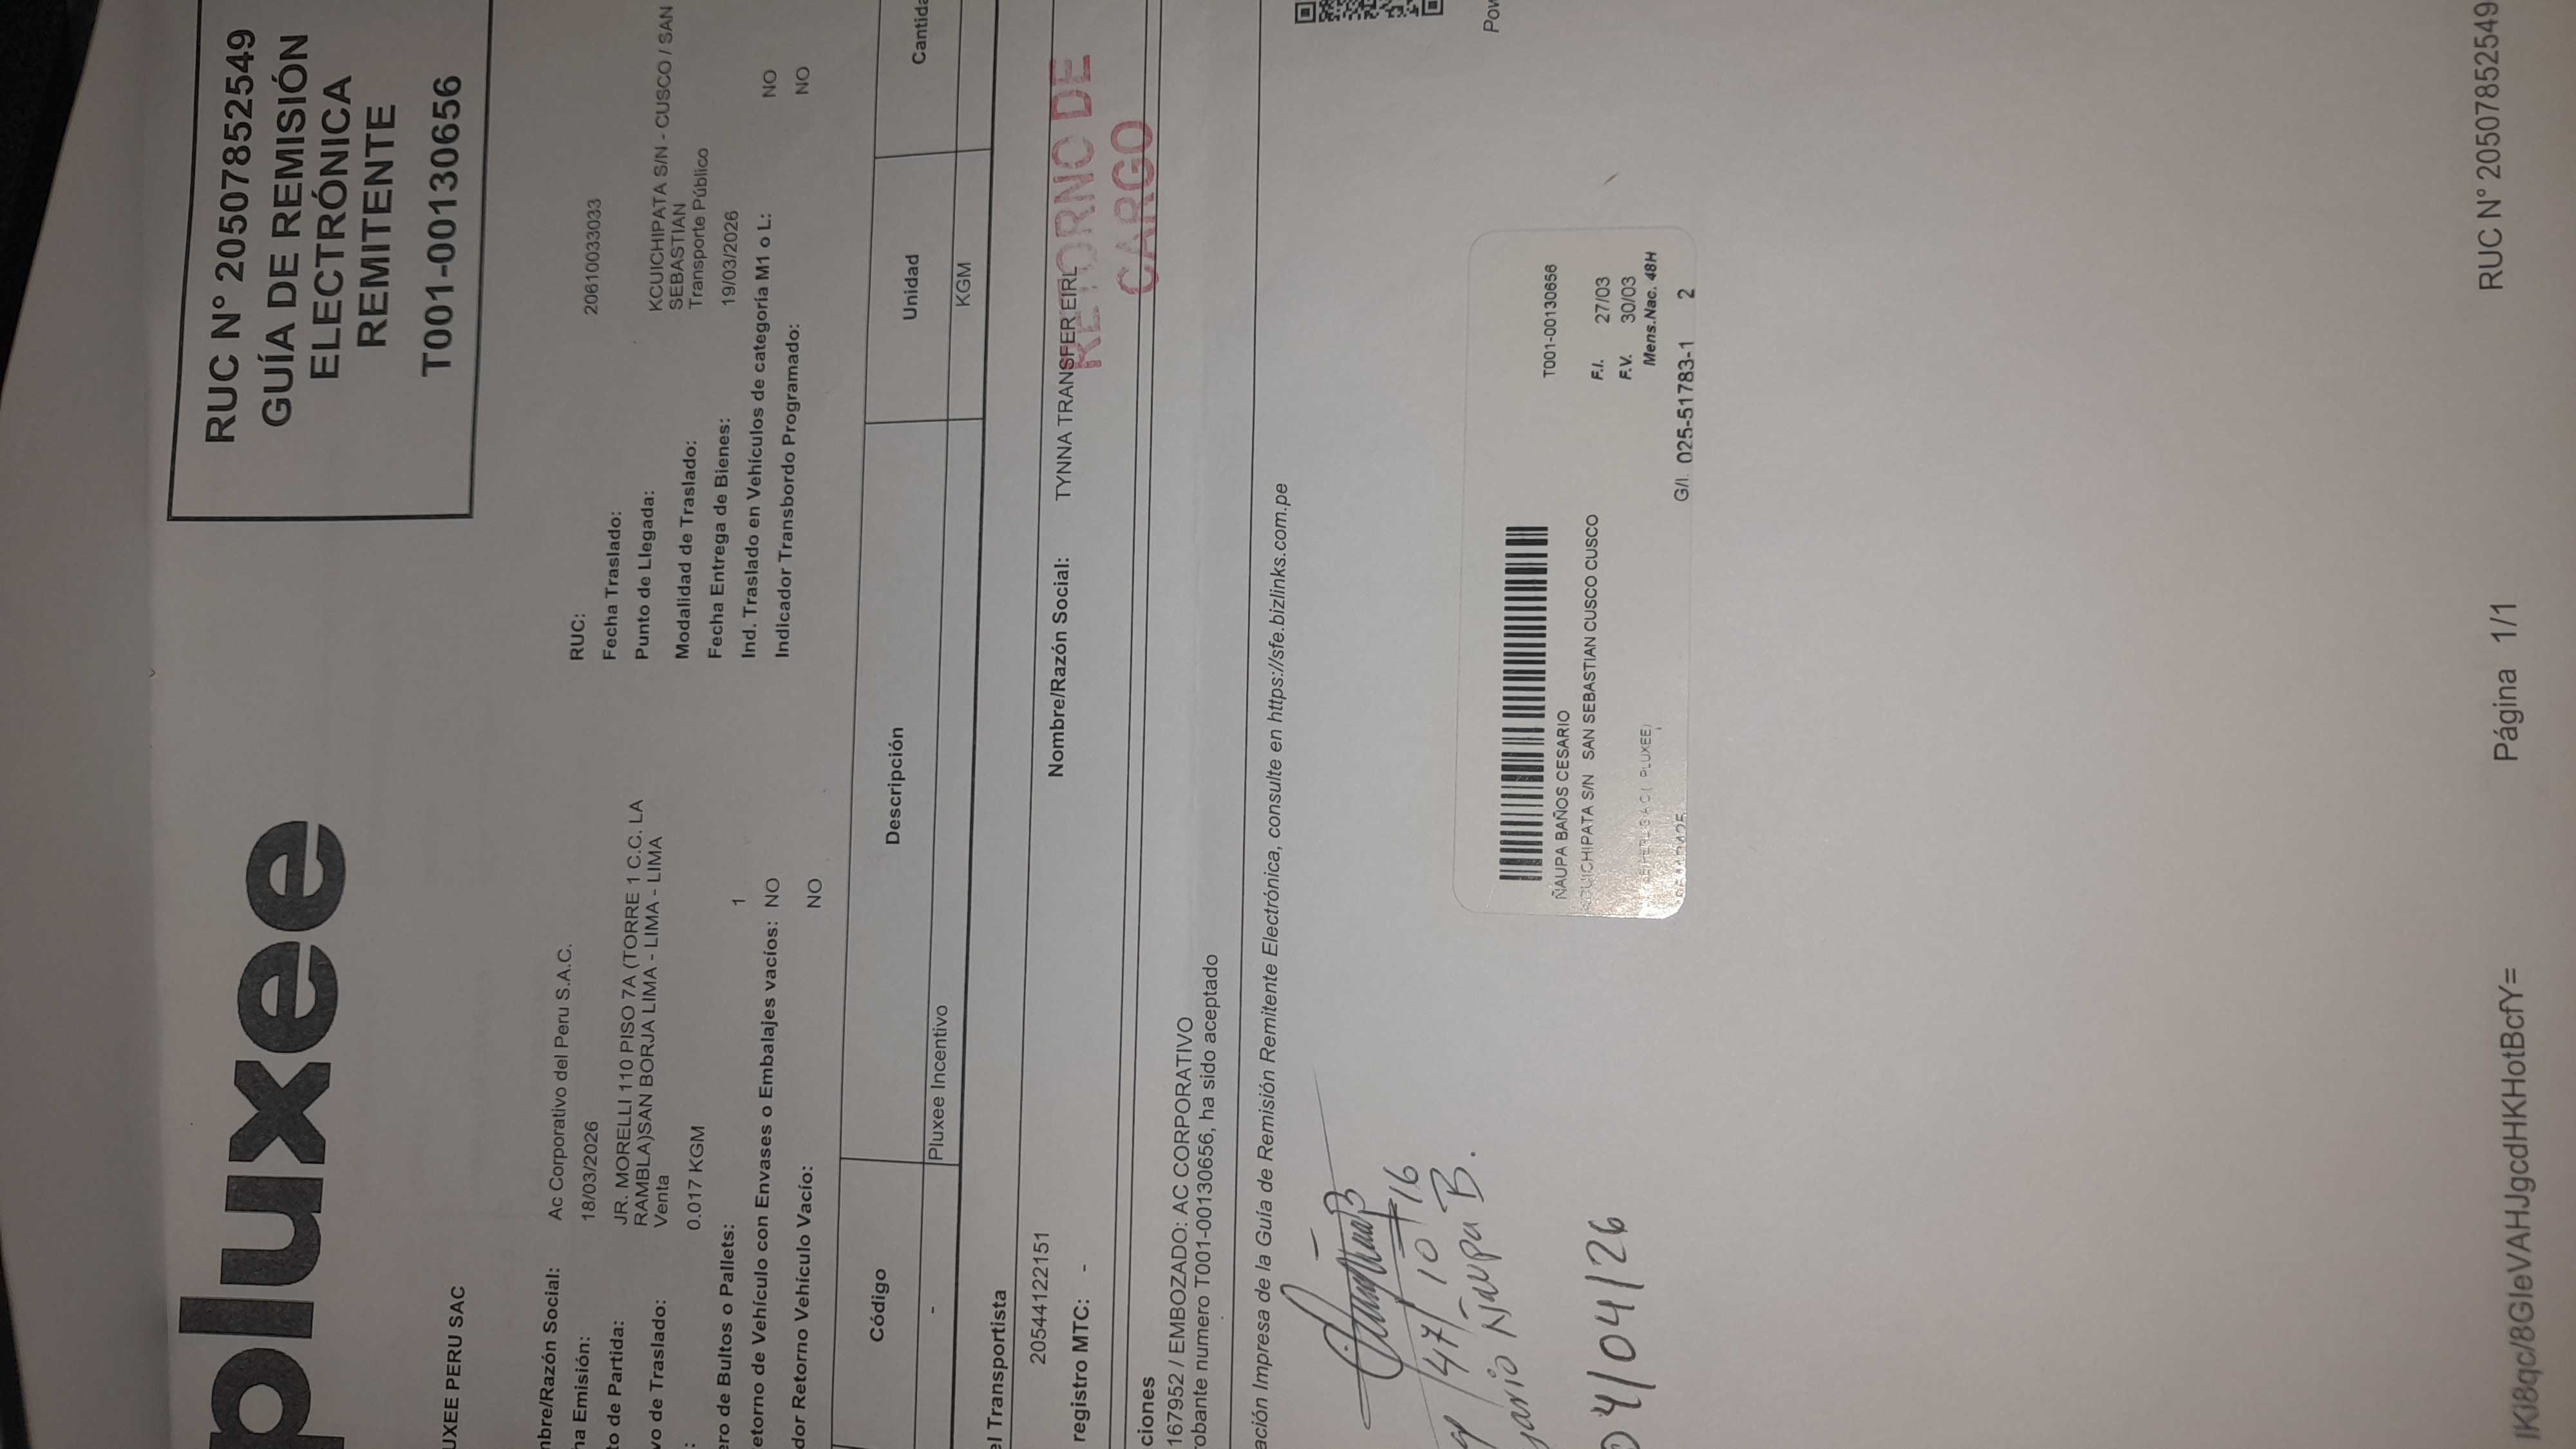 pluxee
RUC N° 20507852549
GUÍA DE REMISIÓN
ELECTRÓNICA
REMITENTE
T001-00130656
UXEE PERU SAC
mbre/Razón Social: Ac Corporativo del Peru S.A.C.
RUC: 20610033033
ha Emisión: 18/03/2026
Fecha Traslado:
to de Partida: JR. MORELLI 110 PISO 7A (TORRE 1 C.C. LA
RAMBLA)SAN BORJA LIMA - LIMA - LIMA
Punto de Llegada: KCUICHIPATA S/N - CUSCO / SAN
SEBASTIAN
vo de Traslado: Venta
Modalidad de Traslado: Transporte Público
: 0.017 KGM
Fecha Entrega de Bienes: 19/03/2026
ero de Bultos o Pallets: 1
Ind. Traslado en Vehículos de categoría M1 o L: NO
etorno de Vehículo con Envases o Embalajes vacíos: NO
Indicador Transbordo Programado: NO
dor Retorno Vehículo Vacío: NO
Código Descripción Unidad Cantida
- Pluxee Incentivo KGM
el Transportista
20544122151
Nombre/Razón Social: TYNNA TRANSFER EIRL
registro MTC: -
RETORNO DE
CARGO
ciones
167952 / EMBOZADO: AC CORPORATIVO
obante numero T001-00130656, ha sido aceptado
ación Impresa de la Guía de Remisión Remitente Electrónica, consulte en https://sfe.bizlinks.com.pe
Pow
ÑAUPA BAÑOS CESARIO
T001-00130656
KCUICHIPATA S/N SAN SEBASTIAN CUSCO CUSCO
F.I. 27/03
F.V. 30/03
Mens.Nac. 48H
PLUXEE)
G/I. 025-51783-1 2
Ñaupa B.
04/04/26
IKi8qc/8GIeVAHJJgcdHKHotBcfY=
Página 1/1
RUC N° 20507852549